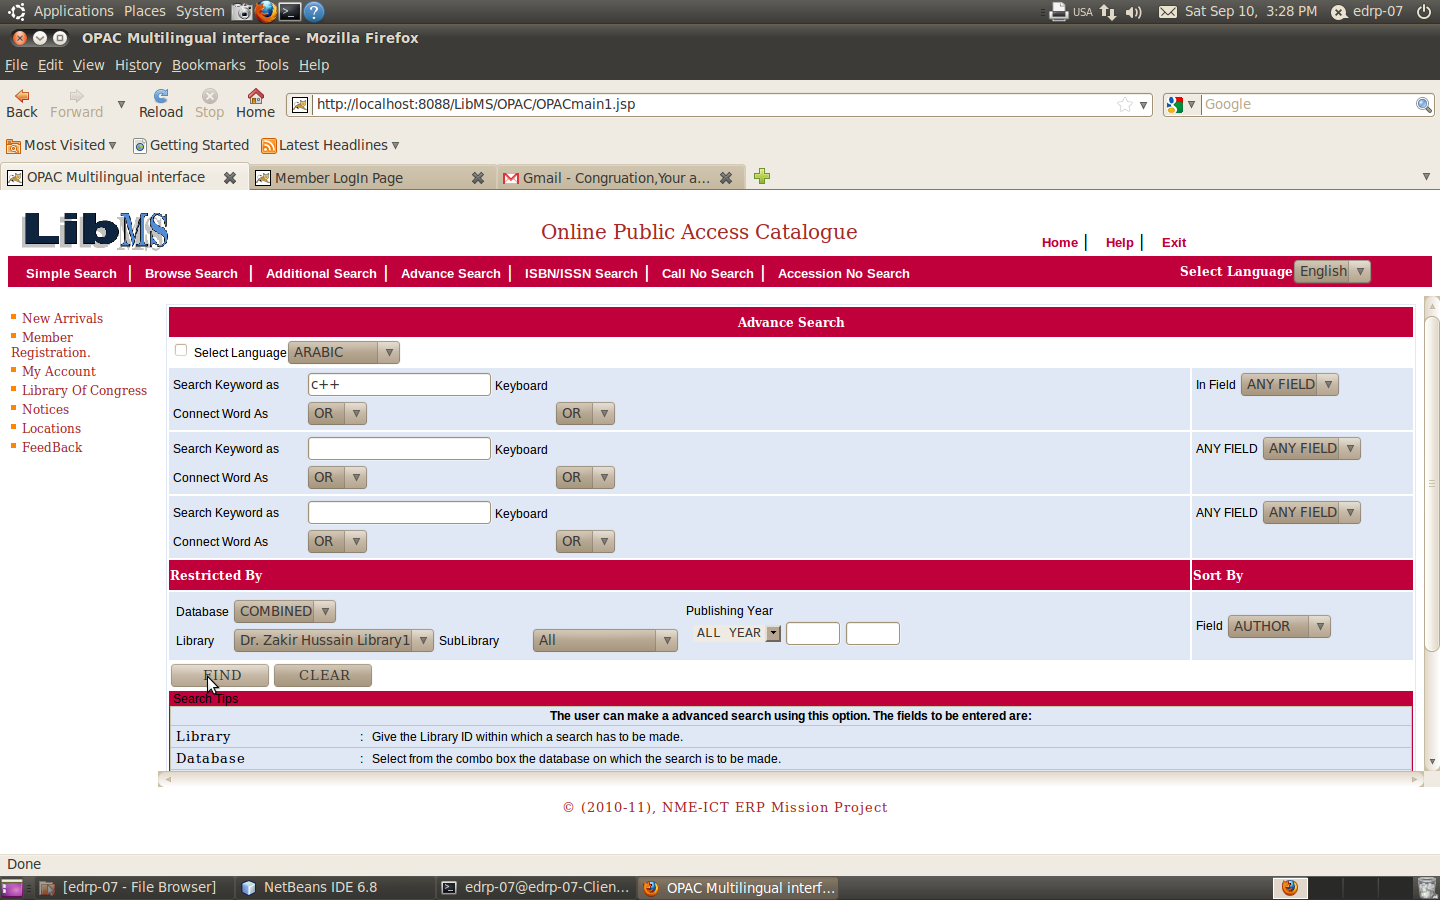 Applications Places System USA Sat Sep 10, 3:28 PM edrp-07
OPAC Multilingual interface - Mozilla Firefox
File Edit View History Bookmarks Tools Help
Back Forward Reload Stop Home http://localhost:8088/LibMS/OPAC/OPACmain1.jsp Google
Most Visited Getting Started Latest Headlines
OPAC Multilingual interface Member LogIn Page Gmail - Congruation,Your a...
LibMS
Online Public Access Catalogue
Home | Help | Exit
Simple Search | Browse Search | Additional Search | Advance Search | ISBN/ISSN Search | Call No Search | Accession No Search Select Language English
New Arrivals
Member
Registration.
My Account
Library Of Congress
Notices
Locations
FeedBack
Advance Search
Select Language ARABIC
Search Keyword as c++ Keyboard In Field ANY FIELD
Connect Word As OR OR
Search Keyword as Keyboard ANY FIELD ANY FIELD
Connect Word As OR OR
Search Keyword as Keyboard ANY FIELD ANY FIELD
Connect Word As OR OR
Restricted By Sort By
Database COMBINED Publishing Year
Library Dr. Zakir Hussain Library1 SubLibrary All ALL YEAR Field AUTHOR
FIND CLEAR
Search Tips
The user can make a advanced search using this option. The fields to be entered are:
Library : Give the Library ID within which a search has to be made.
Database : Select from the combo box the database on which the search is to be made.
© (2010-11), NME-ICT ERP Mission Project
Done
[edrp-07 - File Browser] NetBeans IDE 6.8 edrp-07@edrp-07-Clien... OPAC Multilingual interf...